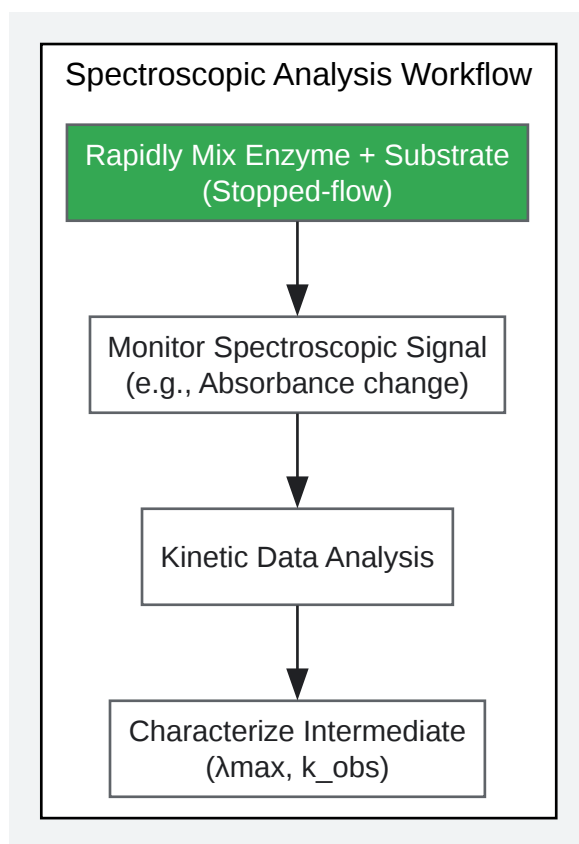 Spectroscopic Analysis Workflow
Rapidly Mix Enzyme + Substrate
(Stopped-flow)
Monitor Spectroscopic Signal
(e.g., Absorbance change)
Kinetic Data Analysis
Characterize Intermediate
(λmax, k_obs)